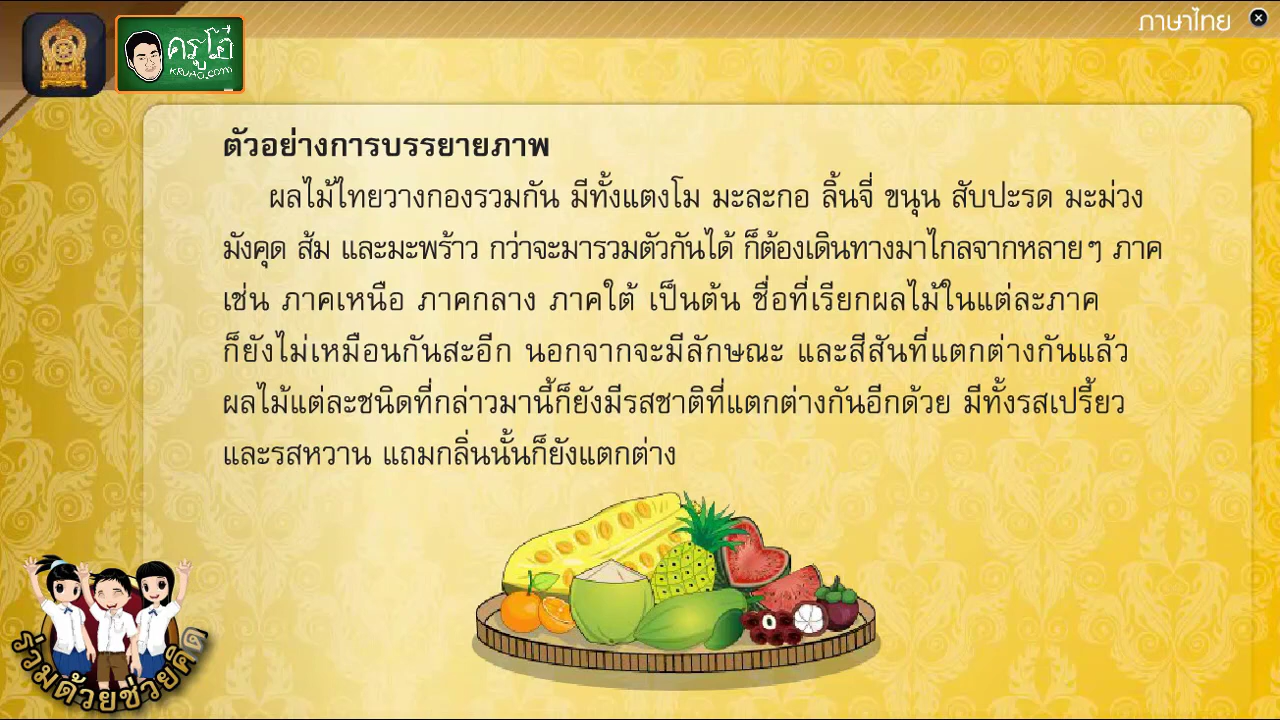 ภาษาไทย
ครูโอ๊
KRUHO.com
ตัวอย่างการบรรยายภาพ
ผลไม้ไทยวางกองรวมกัน มีทั้งแตงโม มะละกอ ลิ้นจี่ ขนุน สับปะรด มะม่วง
มังคุด ส้ม และมะพร้าว กว่าจะมารวมตัวกันได้ ก็ต้องเดินทางมาไกลจากหลายๆ ภาค
เช่น ภาคเหนือ ภาคกลาง ภาคใต้ เป็นต้น ชื่อที่เรียกผลไม้ในแต่ละภาค
ก็ยังไม่เหมือนกันสะอีก นอกจากจะมีลักษณะ และสีสันที่แตกต่างกันแล้ว
ผลไม้แต่ละชนิดที่กล่าวมานี้ก็ยังมีรสชาติที่แตกต่างกันอีกด้วย มีทั้งรสเปรี้ยว
และรสหวาน แถมกลิ่นนั้นก็ยังแตกต่าง
ร่วมด้วยช่วยคิด